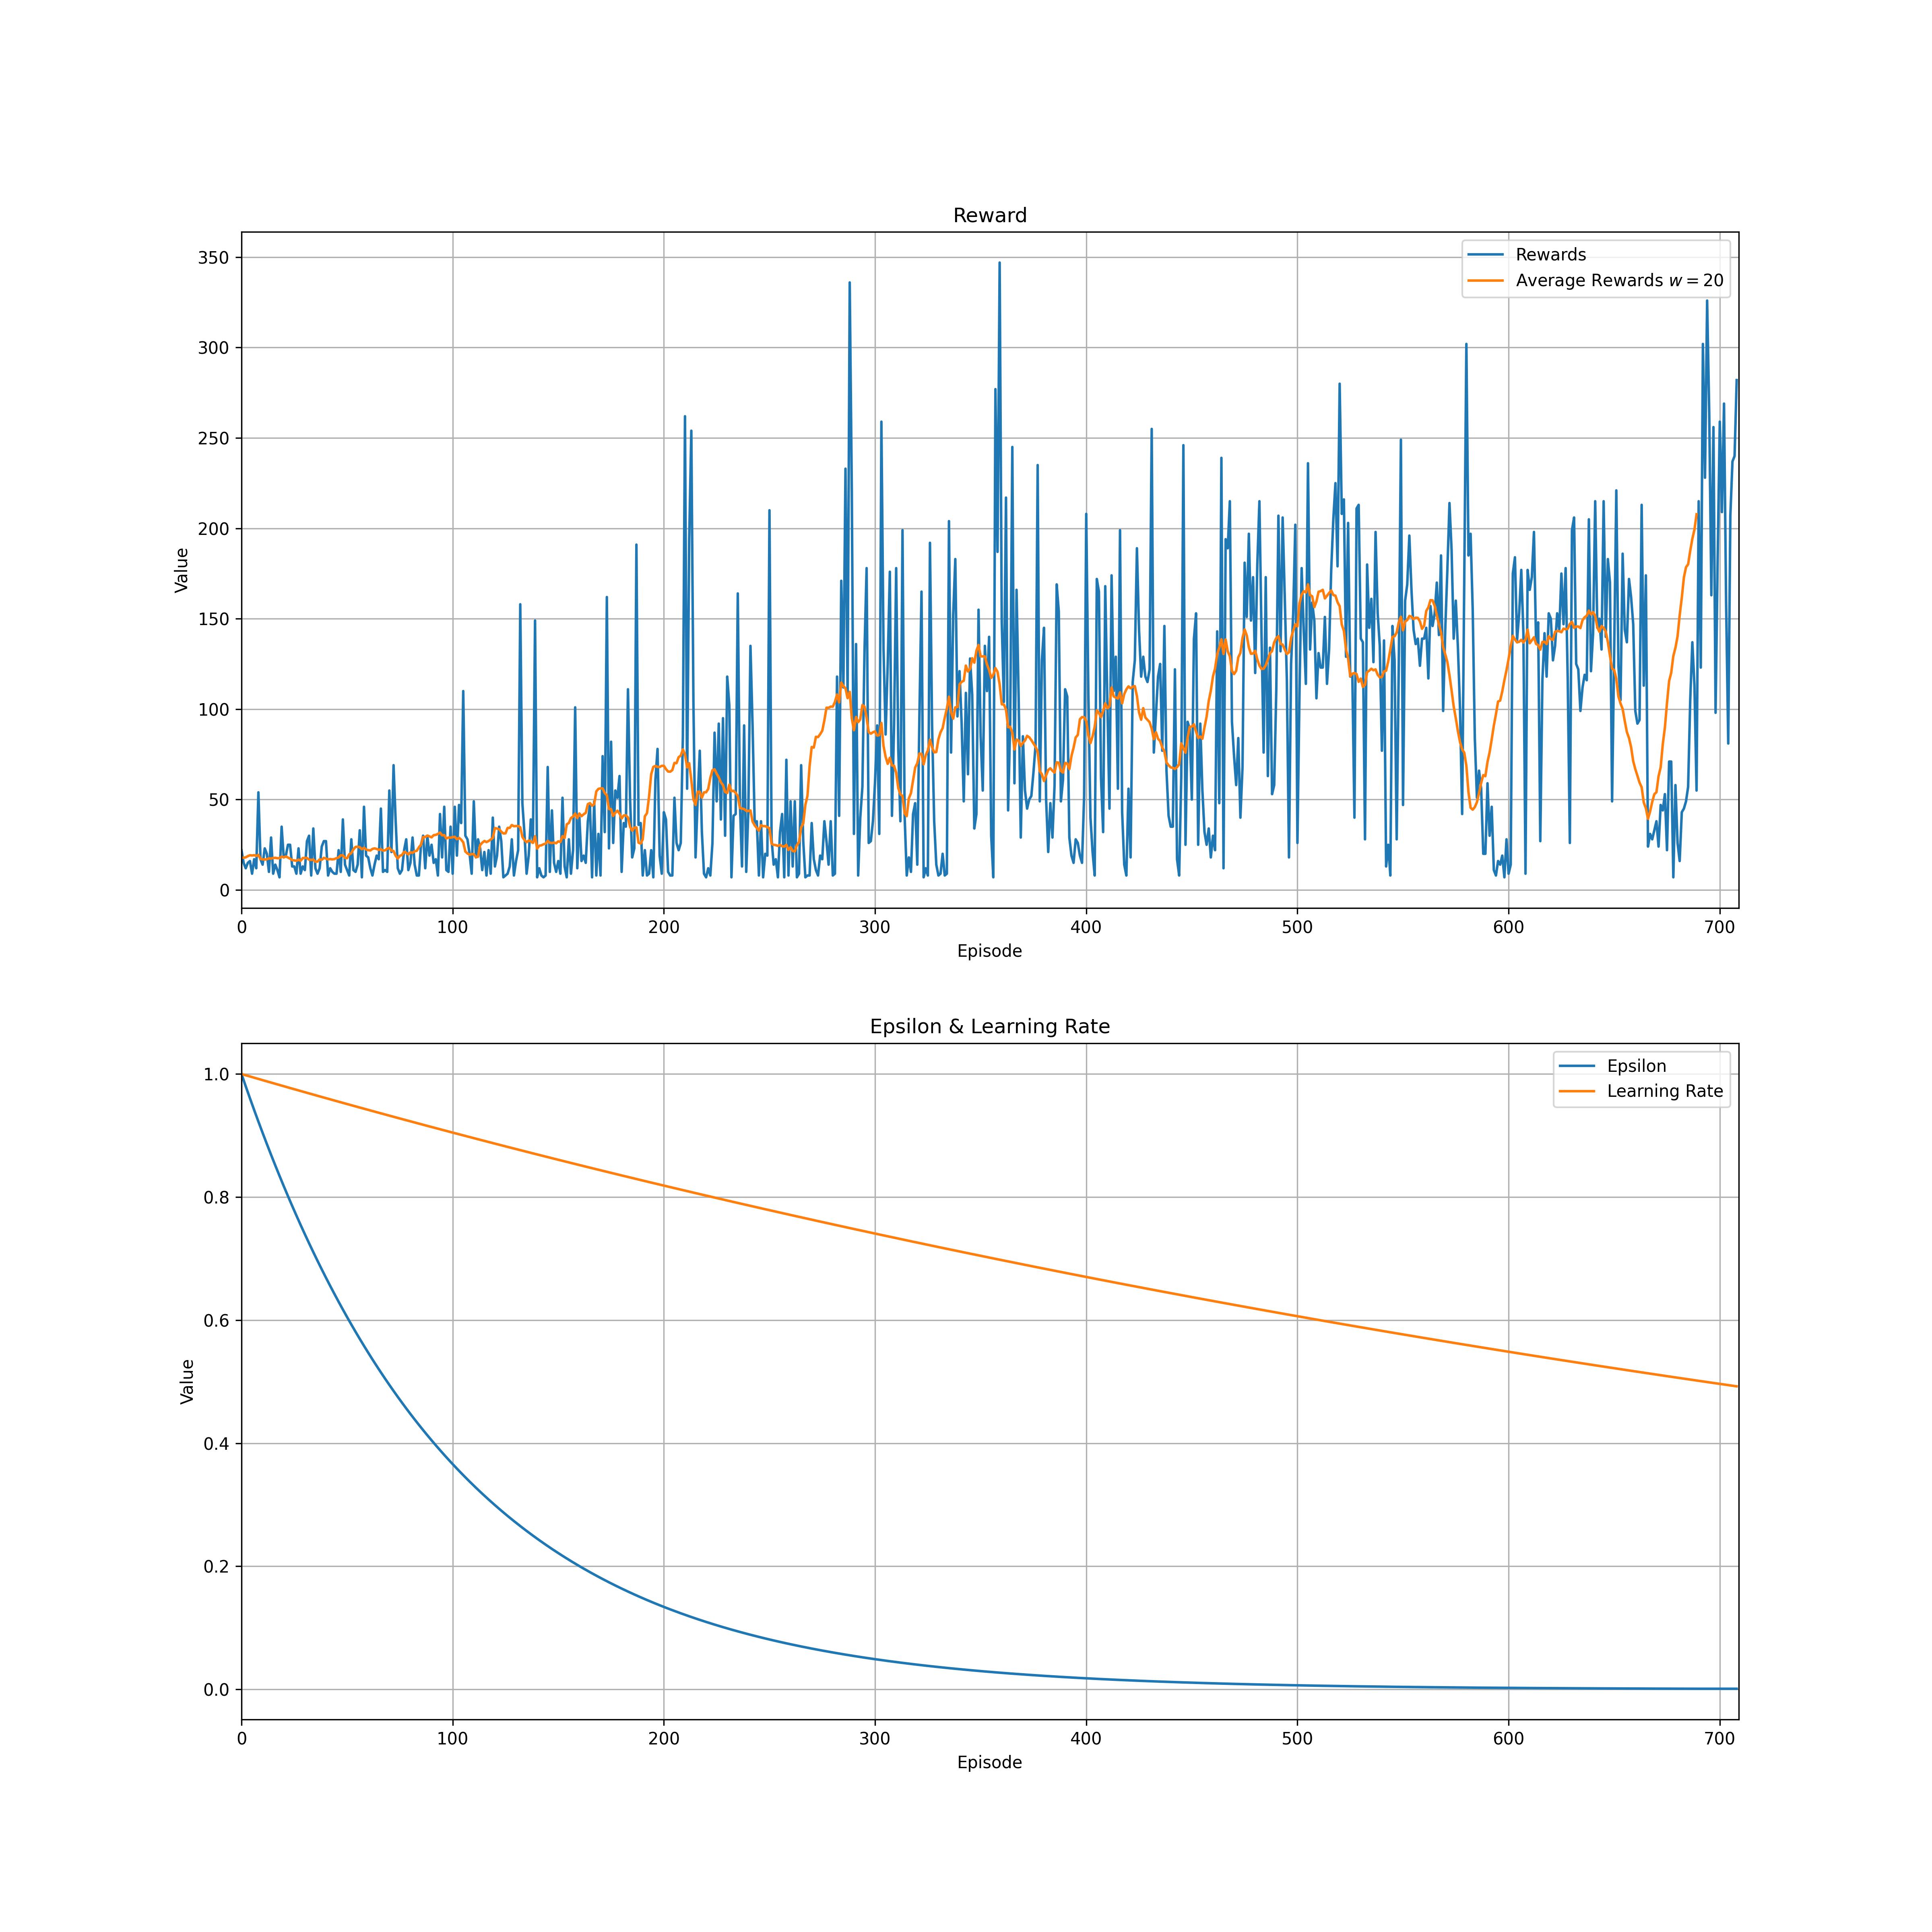 Reward
Rewards
Average Rewards w = 20
350
300
250
200
150
100
50
0
Value
0 100 200 300 400 500 600 700
Episode
Epsilon & Learning Rate
Epsilon
Learning Rate
1.0
0.8
0.6
0.4
0.2
0.0
Value
0 100 200 300 400 500 600 700
Episode